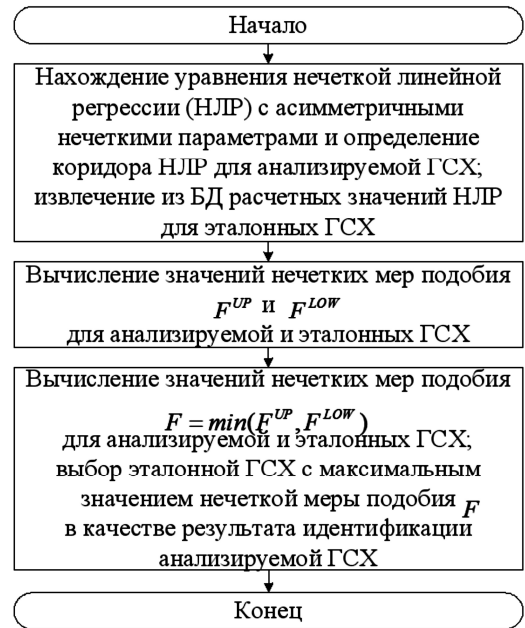 Начало
Нахождение уравнения нечеткой линейной
регрессии (НЛР) с асимметричными
нечеткими параметрами и определение
коридора НЛР для анализируемой ГСХ;
извлечение из БД расчетных значений НЛР
для эталонных ГСХ
Вычисление значений нечетких мер подобия
F^UP и F^LOW
для анализируемой и эталонных ГСХ
Вычисление значений нечетких мер подобия
F = min(F^UP, F^LOW)
для анализируемой и эталонных ГСХ;
выбор эталонной ГСХ с максимальным
значением нечеткой меры подобия F
в качестве результата идентификации
анализируемой ГСХ
Конец